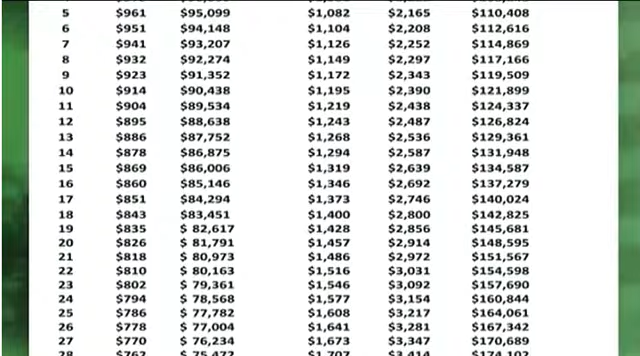 5 $961 $95,099 $1,082 $2,165 $110,408
6 $951 $94,148 $1,104 $2,208 $112,616
7 $941 $93,207 $1,126 $2,252 $114,869
8 $932 $92,274 $1,149 $2,297 $117,166
9 $923 $91,352 $1,172 $2,343 $119,509
10 $914 $90,438 $1,195 $2,390 $121,899
11 $904 $89,534 $1,219 $2,438 $124,337
12 $895 $88,638 $1,243 $2,487 $126,824
13 $886 $87,752 $1,268 $2,536 $129,361
14 $878 $86,875 $1,294 $2,587 $131,948
15 $869 $86,006 $1,319 $2,639 $134,587
16 $860 $85,146 $1,346 $2,692 $137,279
17 $851 $84,294 $1,373 $2,746 $140,024
18 $843 $83,451 $1,400 $2,800 $142,825
19 $835 $ 82,617 $1,428 $2,856 $145,681
20 $826 $ 81,791 $1,457 $2,914 $148,595
21 $818 $ 80,973 $1,486 $2,972 $151,567
22 $810 $ 80,163 $1,516 $3,031 $154,598
23 $802 $ 79,361 $1,546 $3,092 $157,690
24 $794 $ 78,568 $1,577 $3,154 $160,844
25 $786 $ 77,782 $1,608 $3,217 $164,061
26 $778 $ 77,004 $1,641 $3,281 $167,342
27 $770 $ 76,234 $1,673 $3,347 $170,689
28 $762 $ 75,472 $1,707 $3,414 $174,102